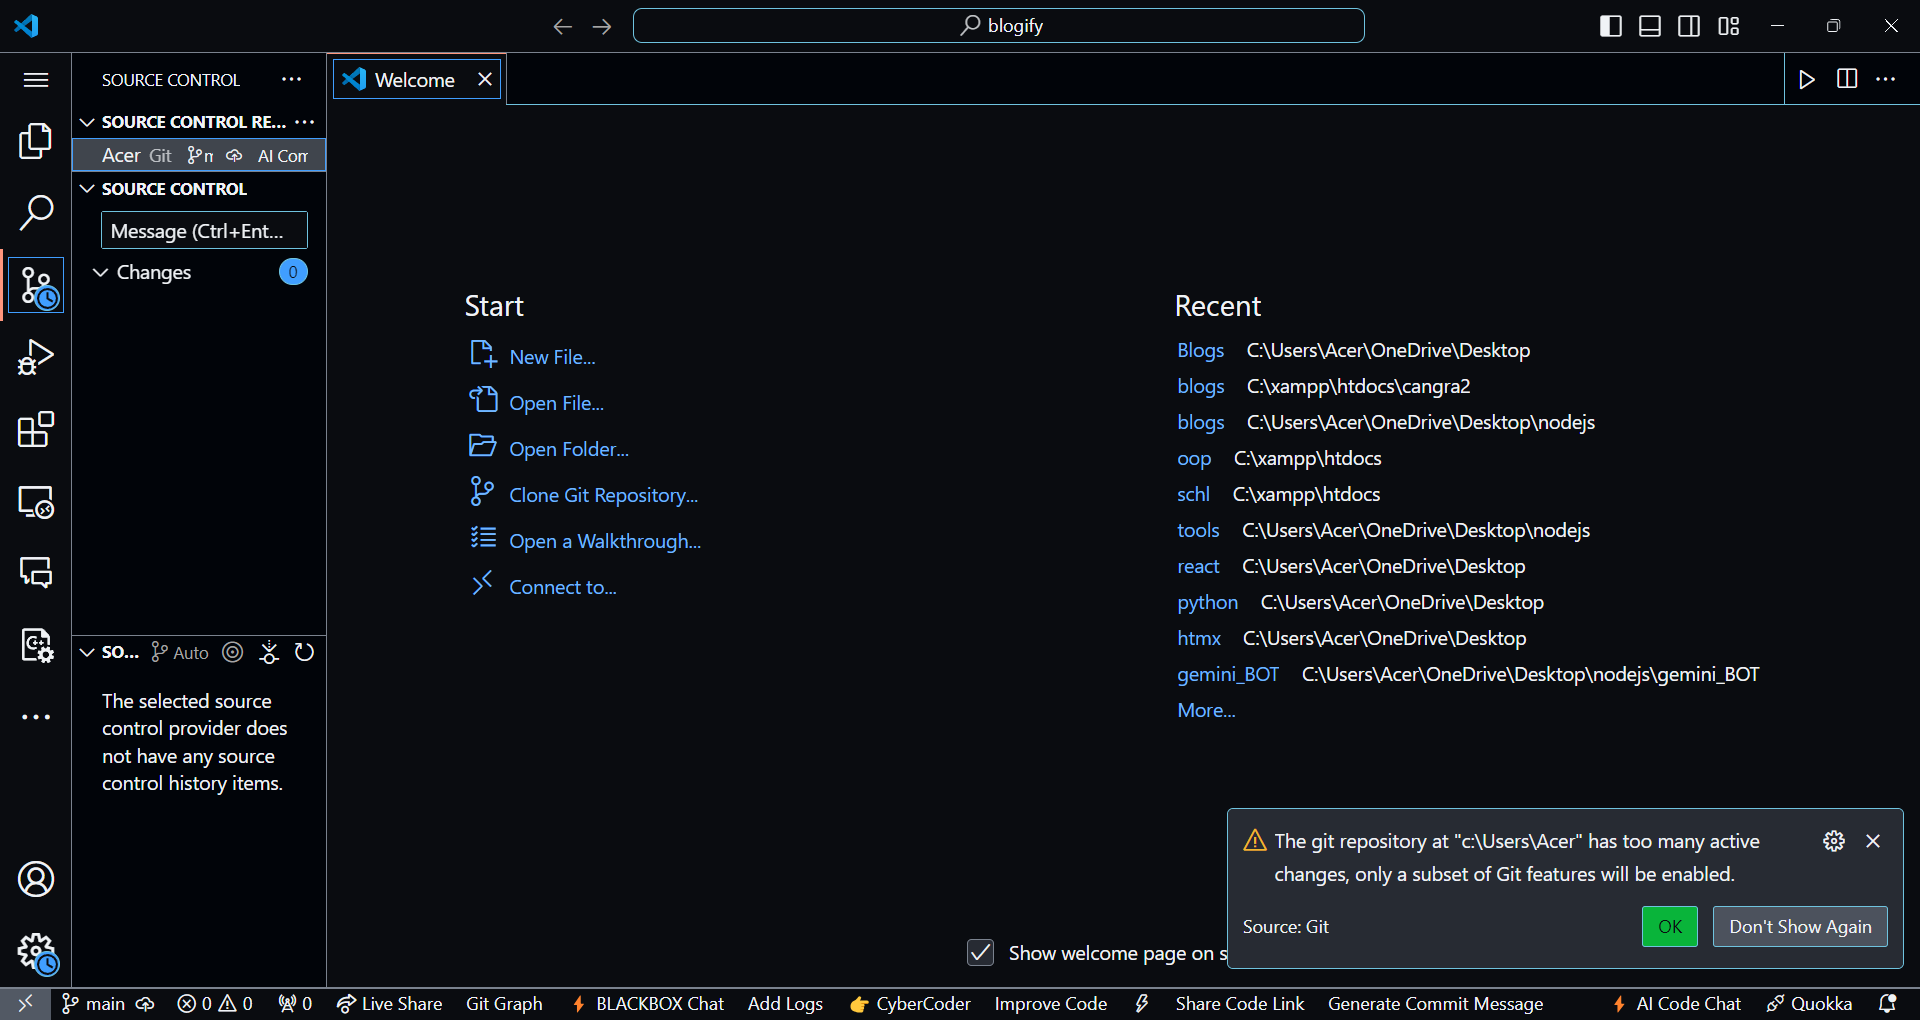 blogify
SOURCE CONTROL
Welcome
SOURCE CONTROL RE...
Acer Git AI Com
SOURCE CONTROL
Message (Ctrl+Ent...
Changes 0
Start
New File...
Open File...
Open Folder...
Clone Git Repository...
Open a Walkthrough...
Connect to...
Recent
Blogs C:\Users\Acer\OneDrive\Desktop
blogs C:\xampp\htdocs\cangra2
blogs C:\Users\Acer\OneDrive\Desktop\nodejs
oop C:\xampp\htdocs
schl C:\xampp\htdocs
tools C:\Users\Acer\OneDrive\Desktop\nodejs
react C:\Users\Acer\OneDrive\Desktop
python C:\Users\Acer\OneDrive\Desktop
htmx C:\Users\Acer\OneDrive\Desktop
gemini_BOT C:\Users\Acer\OneDrive\Desktop\nodejs\gemini_BOT
More...
SO... Auto
The selected source
control provider does
not have any source
control history items.
The git repository at "c:\Users\Acer" has too many active
changes, only a subset of Git features will be enabled.
Source: Git
OK
Don't Show Again
Show welcome page on s
main 0 0 0 Live Share Git Graph BLACKBOX Chat Add Logs CyberCoder Improve Code Share Code Link Generate Commit Message AI Code Chat Quokka